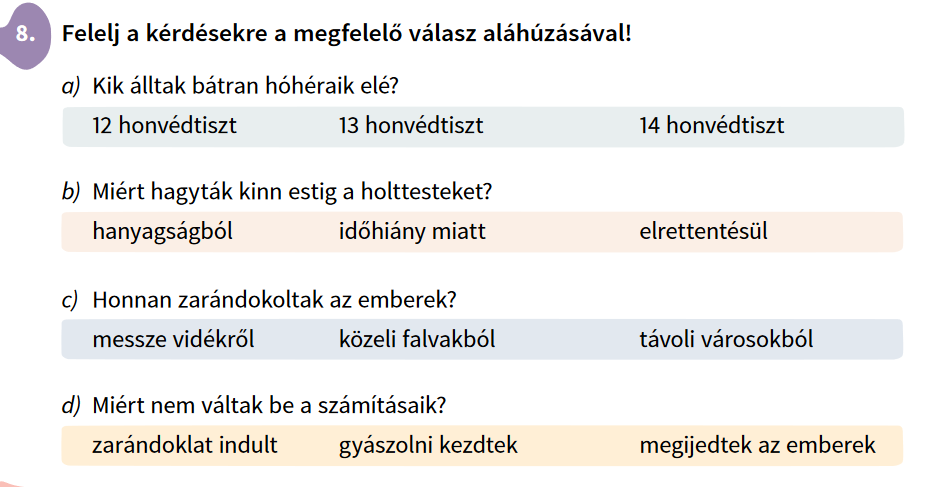 8. Felelj a kérdésekre a megfelelő válasz aláhúzásával!
a) Kik álltak bátran hóhéraik elé?
12 honvédtiszt 13 honvédtiszt 14 honvédtiszt
b) Miért hagyták kinn estig a holttesteket?
hanyagságból időhiány miatt elrettentésül
c) Honnan zarándokoltak az emberek?
messze vidékről közeli falvakból távoli városokból
d) Miért nem váltak be a számításaik?
zarándoklat indult gyászolni kezdtek megijedtek az emberek